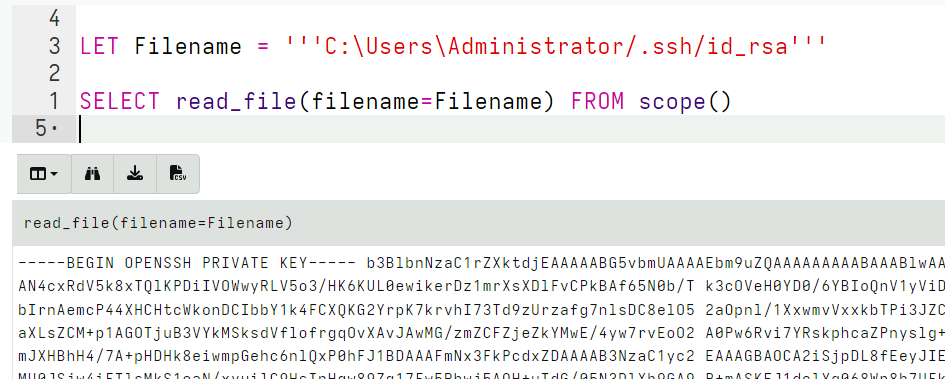 4
3 LET Filename = '''C:\Users\Administrator/.ssh/id_rsa'''
2
1 SELECT read_file(filename=Filename) FROM scope()
5·
CSV
read_file(filename=Filename)
-----BEGIN OPENSSH PRIVATE KEY----- b3BlbnNzaC1rZXktdjEAAAAABG5vbmUAAAAEbm9uZQAAAAAAAAABAAABlwAA
AN4cxRdV5k8xTQlKPDiIVOWwyRLV5o3/HK6KUL0ewikerDz1mrXsXDlFvCPkBAf65N0b/T k3cOVeH0YD0/6YBIoQnV1yViD
bIrnAemcP44XHCHtcWkonDCIbbY1k4FCXQKG2YrpK7krvhI73Td9zUrzafg7nlsDC8elO5 2aOpnl/1XxwmvVxxkbTPi3JZC
aXLsZCM+p1AGOTjuB3VYkMSksdVflofrgqOvXAvJAwMG/zmZCFZjeZkYMwE/4yw7rvEoO2 A0Pw6Rvi7YRskphcaZPnyslg+
mJXHBhH4/7A+pHDHk8eiwmpGehc6nlQxP0hFJ1BDAAAFmNx3FkPcdxZDAAAAB3NzaC1yc2 EAAAGBAOCA2iSjpDL8fEeyJIE